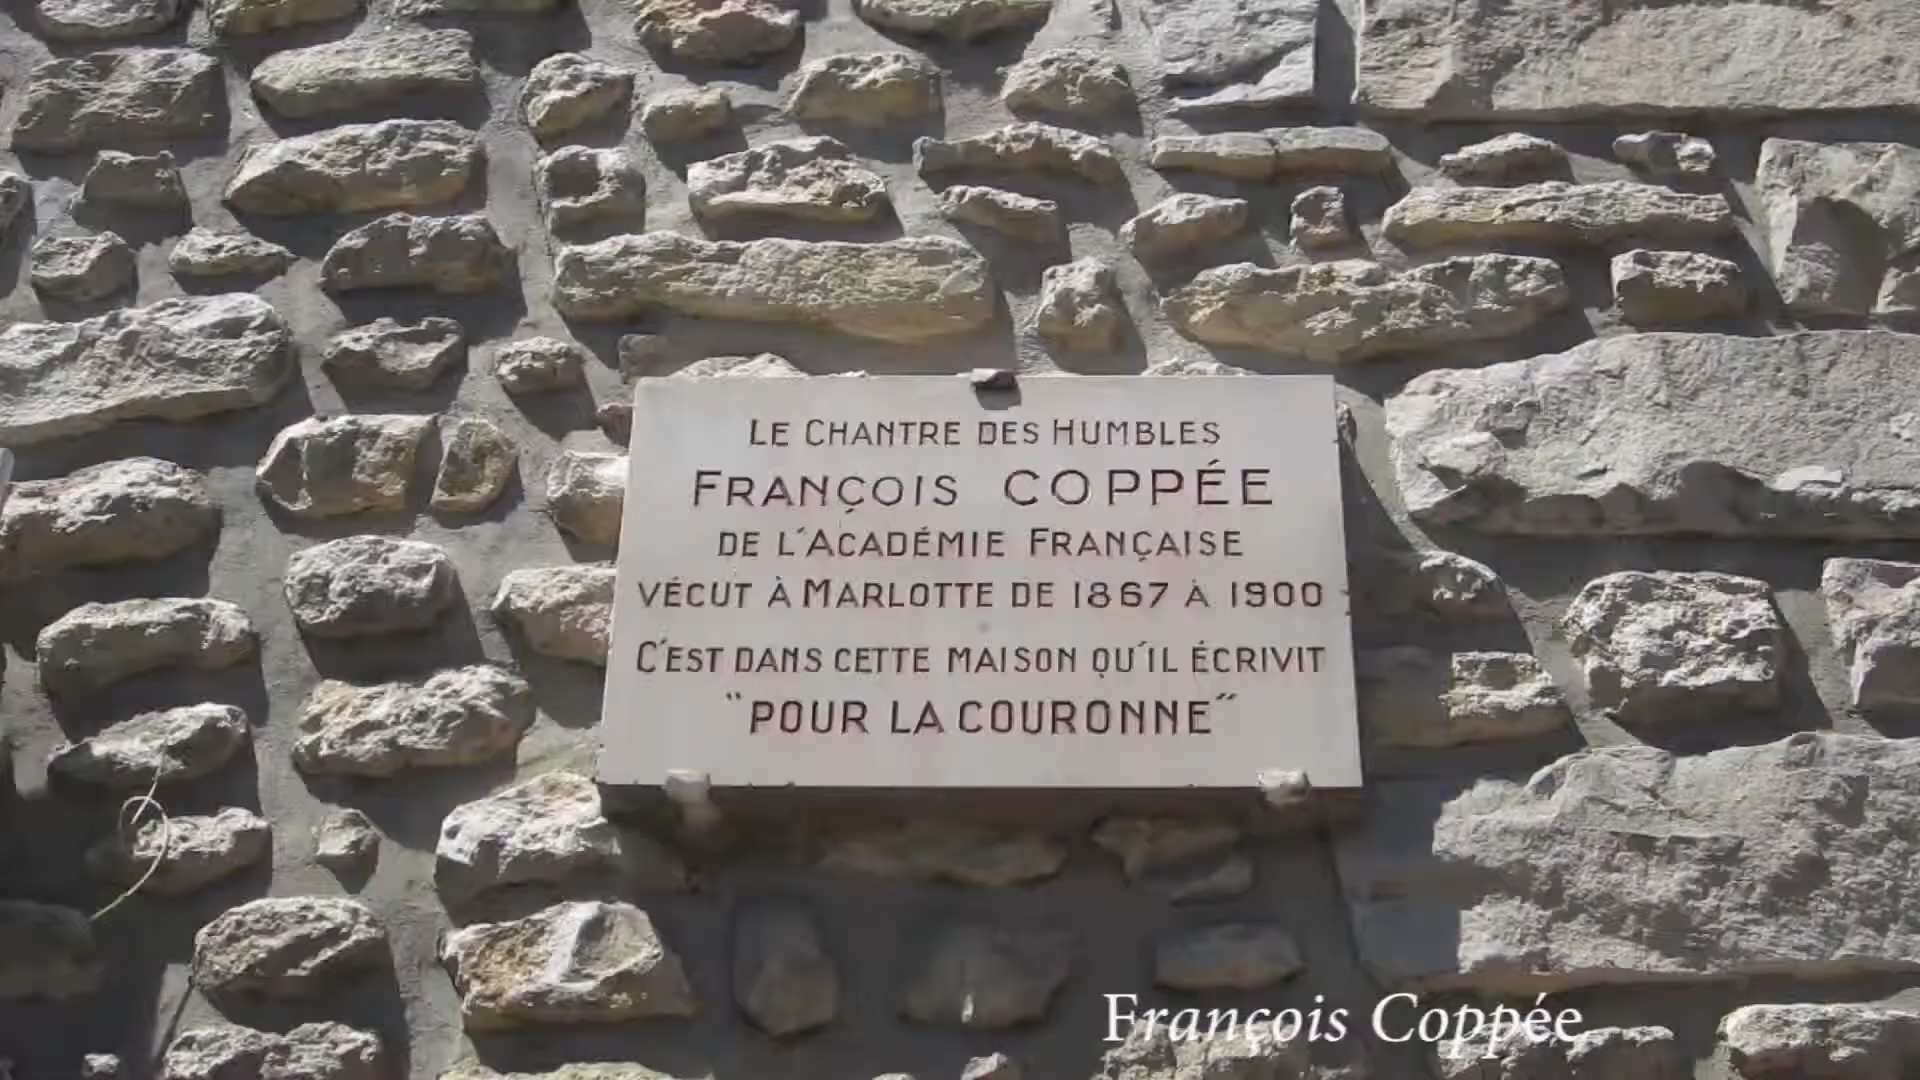 LE CHANTRE DES HUMBLES
FRANÇOIS COPPÉE
DE L'ACADÉMIE FRANÇAISE
VÉCUT À MARLOTTE DE 1867 À 1900
C'EST DANS CETTE MAISON QU'IL ÉCRIVIT
"POUR LA COURONNE"
François Coppée